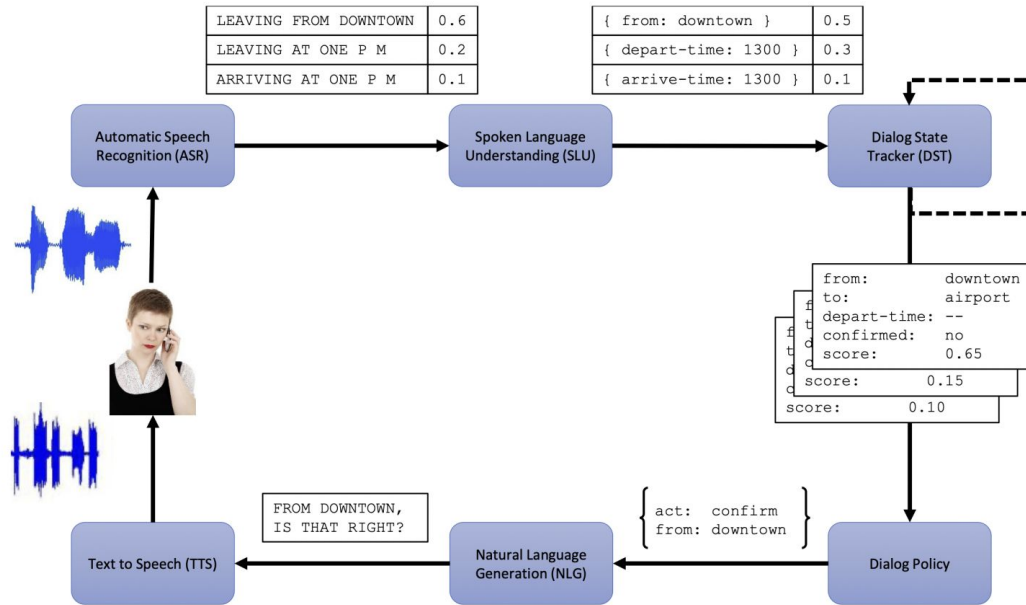 LEAVING FROM DOWNTOWN 0.6
LEAVING AT ONE P M 0.2
ARRIVING AT ONE P M 0.1
{ from: downtown } 0.5
{ depart-time: 1300 } 0.3
{ arrive-time: 1300 } 0.1
Automatic Speech
Recognition (ASR)
Spoken Language
Understanding (SLU)
Dialog State
Tracker (DST)
from: downtown
to: airport
depart-time: --
confirmed: no
score: 0.65
f
t
d
c
score: 0.15
f
t
d
d
c
score: 0.10
act: confirm
from: downtown
FROM DOWNTOWN,
IS THAT RIGHT?
Text to Speech (TTS)
Natural Language
Generation (NLG)
Dialog Policy